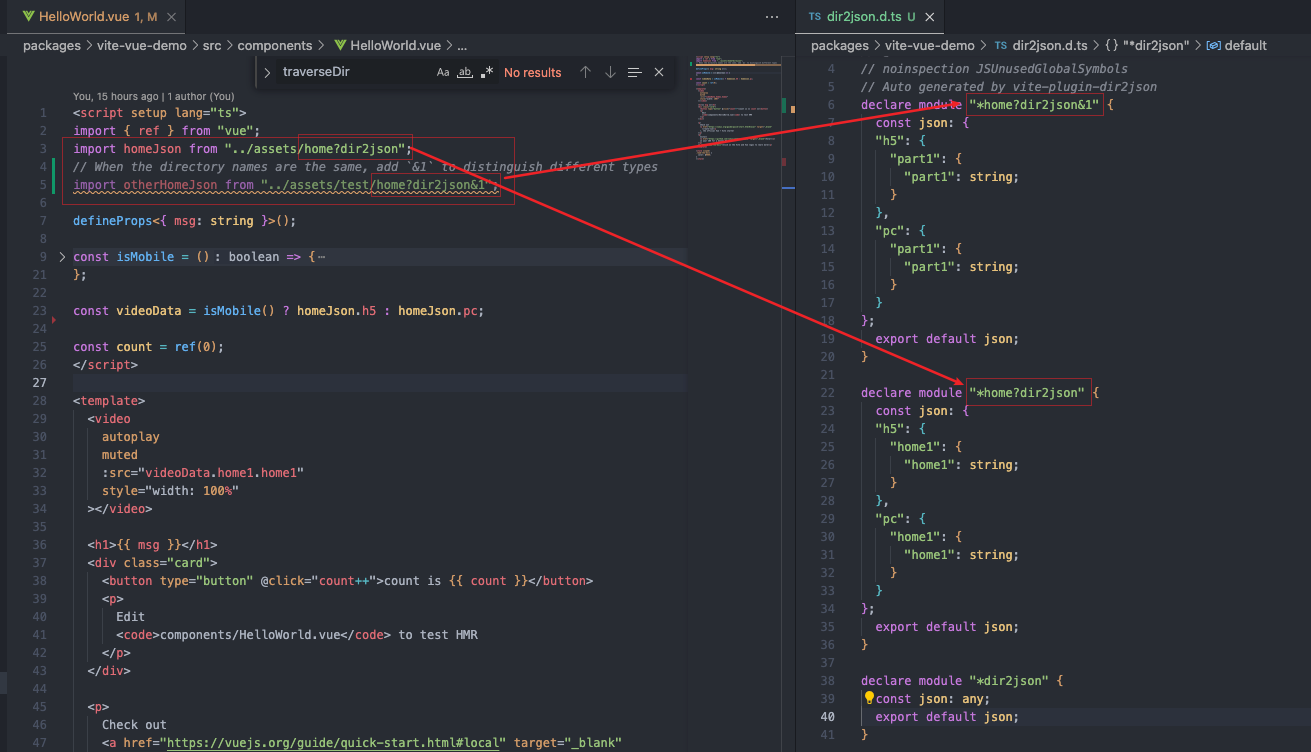 HelloWorld.vue 1, M
packages > vite-vue-demo > src > components > HelloWorld.vue > ...
traverseDir
Aa ab .* No results
You, 15 hours ago | 1 author (You)
1 <script setup lang="ts">
2 import { ref } from "vue";
3 import homeJson from "../assets/home?dir2json";
4 // When the directory names are the same, add `&1` to distinguish different types
5 import otherHomeJson from "../assets/test/home?dir2json&1";
6
7 defineProps<{ msg: string }>();
8
9 const isMobile = () : boolean => {…
21 };
22
23 const videoData = isMobile() ? homeJson.h5 : homeJson.pc;
24
25 const count = ref(0);
26 </script>
27
28 <template>
29 <video
30 autoplay
31 muted
32 :src="videoData.home1.home1"
33 style="width: 100%"
34 ></video>
35
36 <h1>{{ msg }}</h1>
37 <div class="card">
38 <button type="button" @click="count++">count is {{ count }}</button>
39 <p>
40 Edit
41 <code>components/HelloWorld.vue</code> to test HMR
42 </p>
43 </div>
44
45 <p>
46 Check out
47 <a href="https://vuejs.org/guide/quick-start.html#local" target="_blank"
TS dir2json.d.ts U
packages > vite-vue-demo > TS dir2json.d.ts > {} "*dir2json" > default
4 // noinspection JSUnusedGlobalSymbols
5 // Auto generated by vite-plugin-dir2json
6 declare module "*home?dir2json&1" {
7 const json: {
8 "h5": {
9 "part1": {
10 "part1": string;
11 }
12 },
13 "pc": {
14 "part1": {
15 "part1": string;
16 }
17 }
18 };
19 export default json;
20 }
21
22 declare module "*home?dir2json" {
23 const json: {
24 "h5": {
25 "home1": {
26 "home1": string;
27 }
28 },
29 "pc": {
30 "home1": {
31 "home1": string;
32 }
33 }
34 };
35 export default json;
36 }
37
38 declare module "*dir2json" {
39 const json: any;
40 export default json;
41 }